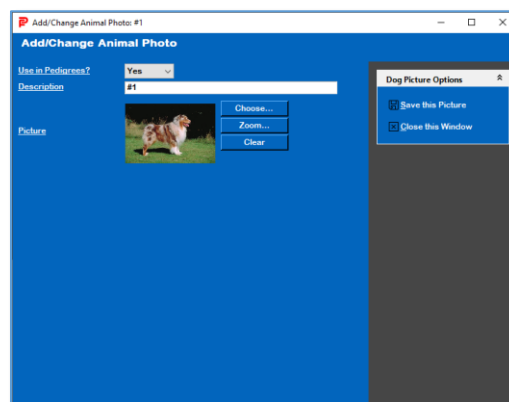 Add/Change Animal Photo: #1
Add/Change Animal Photo
Use in Pedigrees?
Yes
Description
#1
Picture
Choose...
Zoom...
Clear
Dog Picture Options
Save this Picture
Close this Window